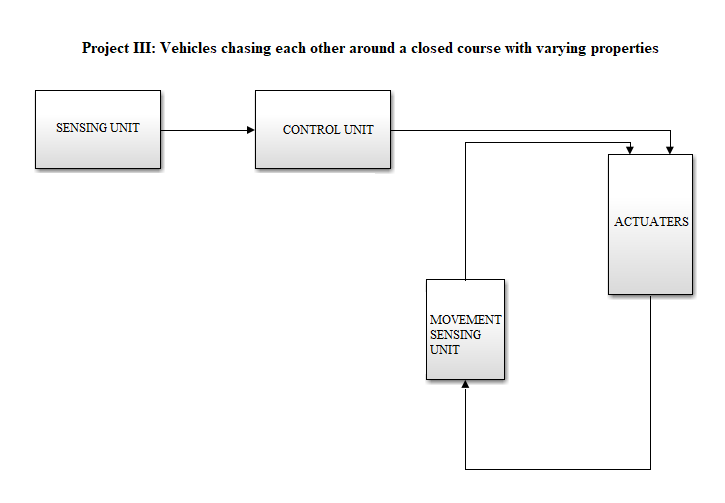 Project III: Vehicles chasing each other around a closed course with varying properties
SENSING UNIT
CONTROL UNIT
ACTUATERS
MOVEMENT
SENSING
UNIT